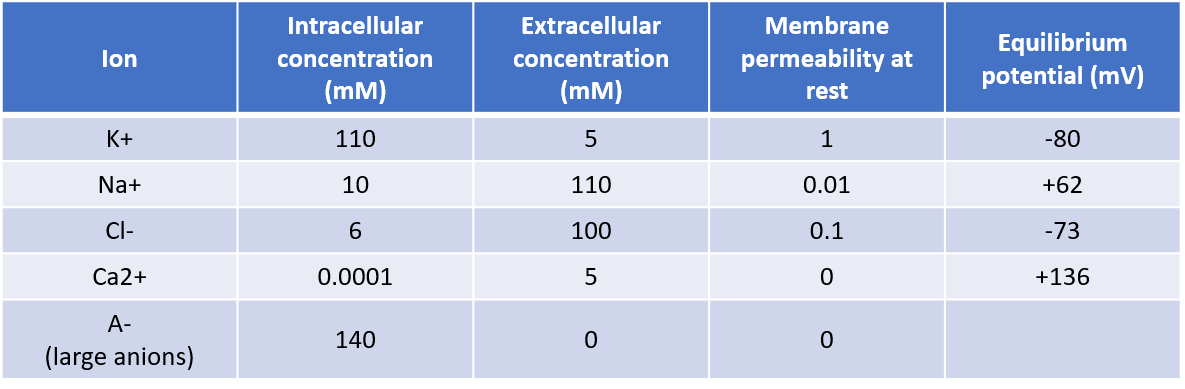 Ion
Intracellular
concentration
(mM)
Extracellular
concentration
(mM)
Membrane
permeability at
rest
Equilibrium
potential (mV)
K+ 110 5 1 -80
Na+ 10 110 0.01 +62
Cl- 6 100 0.1 -73
Ca2+ 0.0001 5 0 +136
A-
(large anions) 140 0 0